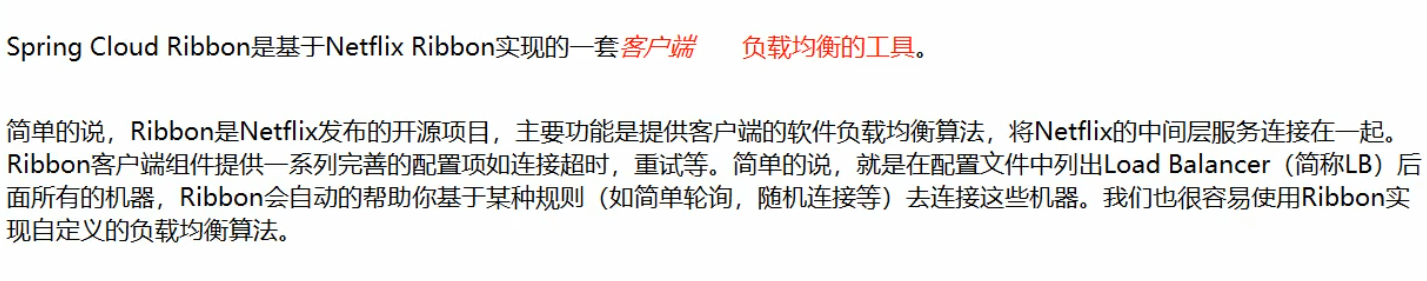 Spring Cloud Ribbon是基于Netflix Ribbon实现的一套客户端 负载均衡的工具。
简单的说，Ribbon是Netflix发布的开源项目，主要功能是提供客户端的软件负载均衡算法，将Netflix的中间层服务连接在一起。
Ribbon客户端组件提供一系列完善的配置项如连接超时，重试等。简单的说，就是在配置文件中列出Load Balancer（简称LB）后
面所有的机器，Ribbon会自动的帮助你基于某种规则（如简单轮询，随机连接等）去连接这些机器。我们也很容易使用Ribbon实
现自定义的负载均衡算法。